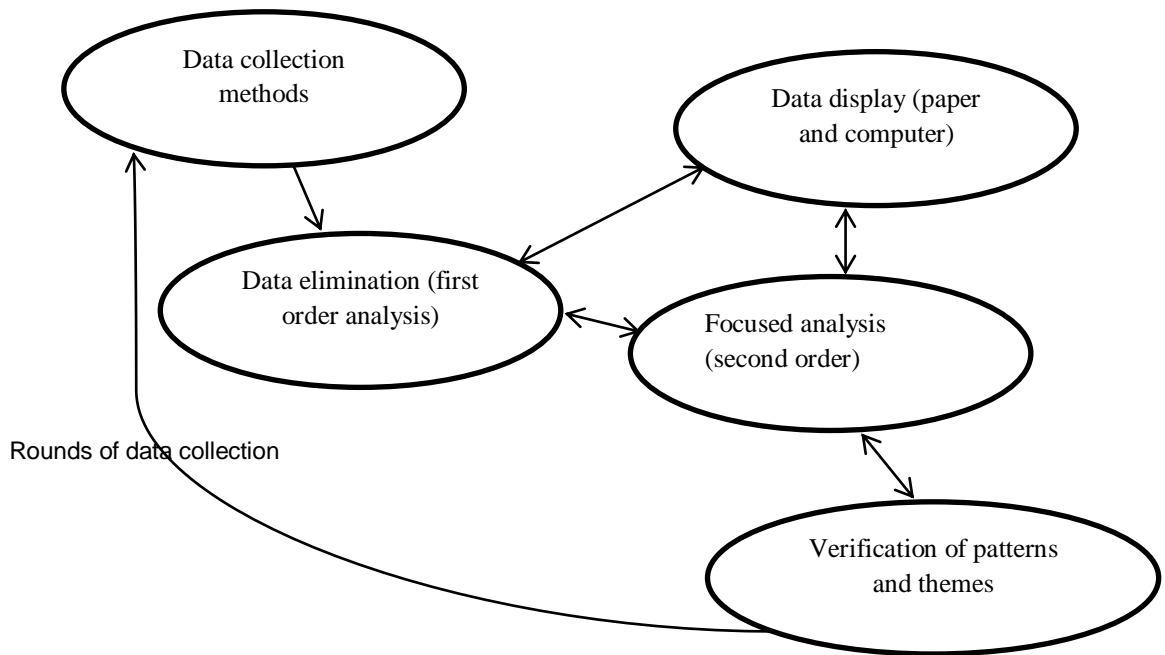 Data collection
methods
Data display (paper
and computer)
Data elimination (first
order analysis)
Focused analysis
(second order)
Rounds of data collection
Verification of patterns
and themes